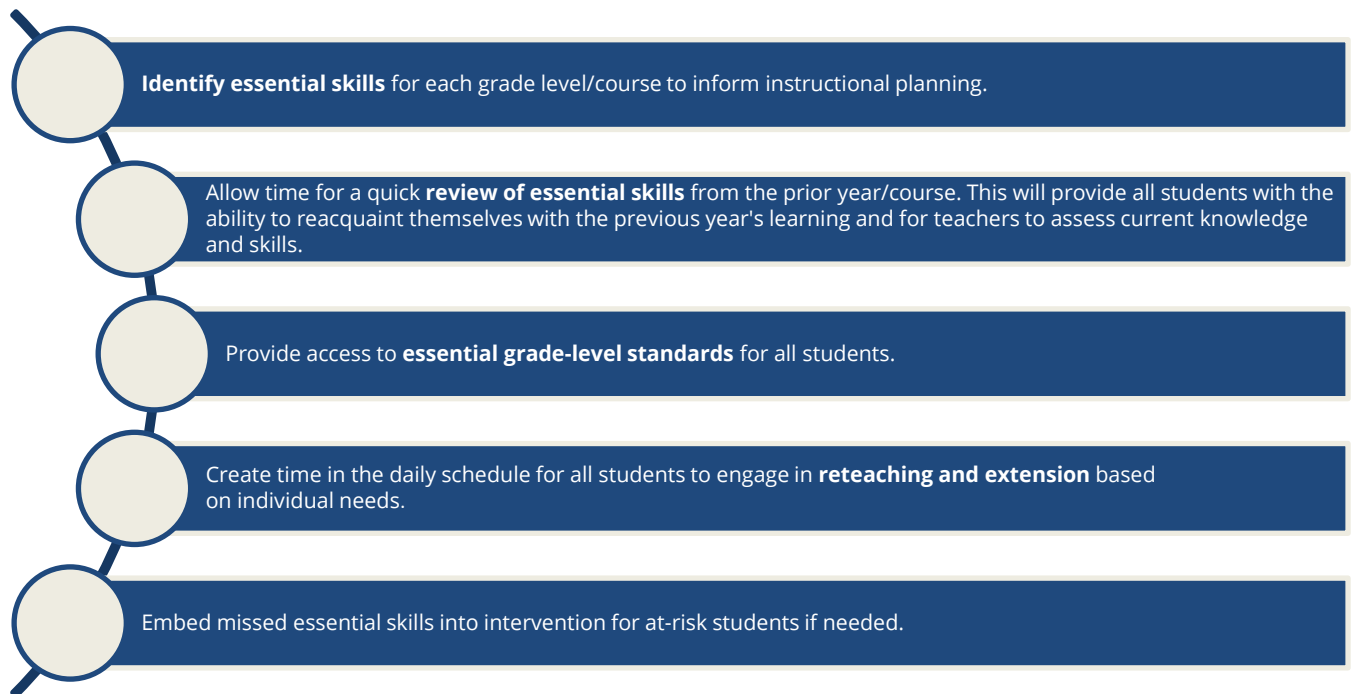 Identify essential skills for each grade level/course to inform instructional planning.
Allow time for a quick review of essential skills from the prior year/course. This will provide all students with the
ability to reacquaint themselves with the previous year's learning and for teachers to assess current knowledge
and skills.
Provide access to essential grade-level standards for all students.
Create time in the daily schedule for all students to engage in reteaching and extension based
on individual needs.
Embed missed essential skills into intervention for at-risk students if needed.